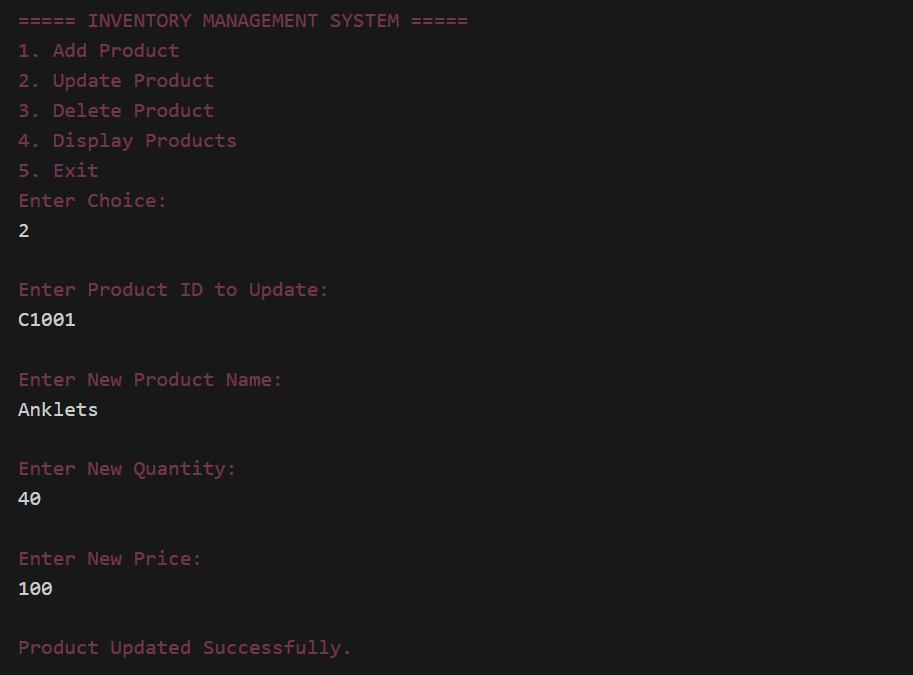 ===== INVENTORY MANAGEMENT SYSTEM =====
1. Add Product
2. Update Product
3. Delete Product
4. Display Products
5. Exit
Enter Choice:
2
Enter Product ID to Update:
C1001
Enter New Product Name:
Anklets
Enter New Quantity:
40
Enter New Price:
100
Product Updated Successfully.